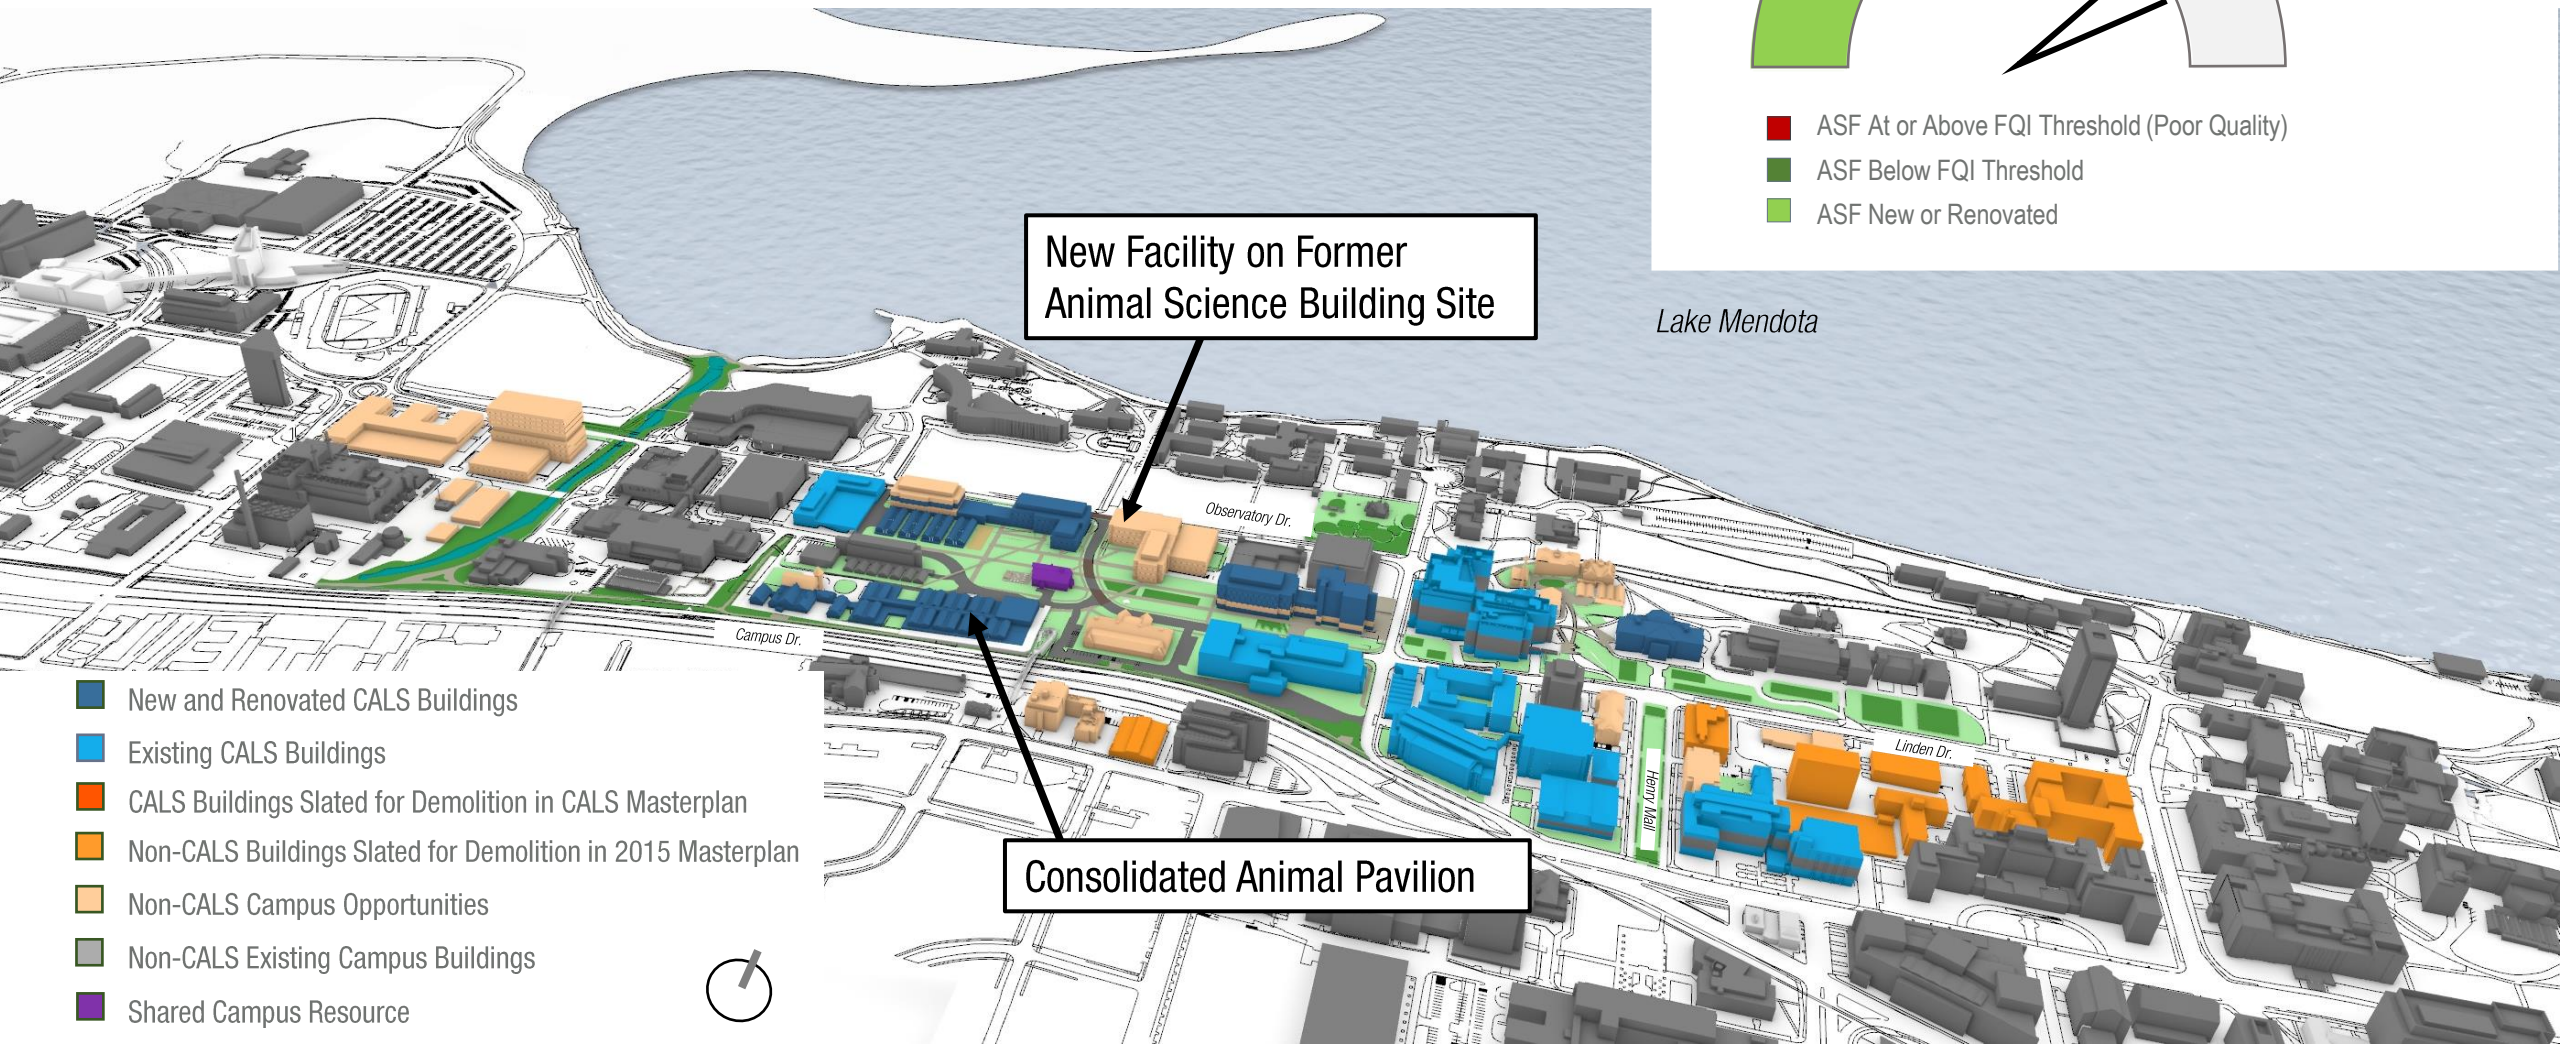 ASF At or Above FQI Threshold (Poor Quality)
ASF Below FQI Threshold
ASF New or Renovated
New Facility on Former
Animal Science Building Site
Lake Mendota
Observatory Dr.
Campus Dr.
Linden Dr.
Henry Mall
Consolidated Animal Pavilion
New and Renovated CALS Buildings
Existing CALS Buildings
CALS Buildings Slated for Demolition in CALS Masterplan
Non-CALS Buildings Slated for Demolition in 2015 Masterplan
Non-CALS Campus Opportunities
Non-CALS Existing Campus Buildings
Shared Campus Resource